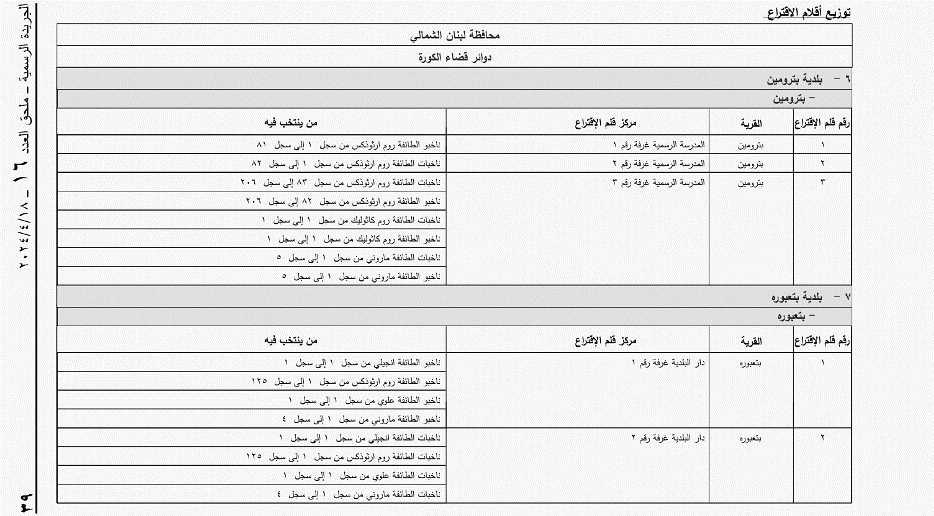 توزيع أقلام الاقتراع
محافظة لبنان الشمالي
دوائر قضاء الكورة
٦ - بلدية بترومين
- بترومين
رقم قلم الإقتراع القرية مركز قلم الإقتراع من ينتخب فيه
١ بترومين المدرسة الرسمية غرفة رقم ١ ناخبو الطائفة روم ارثوذكس من سجل ١ إلى سجل ٨١
٢ بترومين المدرسة الرسمية غرفة رقم ٢ ناخبات الطائفة روم ارثوذكس من سجل ١ إلى سجل ٨٢
٣ بترومين المدرسة الرسمية غرفة رقم ٣ ناخبات الطائفة روم ارثوذكس من سجل ٨٣ إلى سجل ٢٠٦
ناخبو الطائفة روم ارثوذكس من سجل ٨٢ إلى سجل ٢٠٦
ناخبات الطائفة روم كاثوليك من سجل ١ إلى سجل ١
ناخبو الطائفة روم كاثوليك من سجل ١ إلى سجل ١
ناخبات الطائفة ماروني من سجل ١ إلى سجل ٥
ناخبو الطائفة ماروني من سجل ١ إلى سجل ٥
٧ - بلدية بتعبوره
- بتعبوره
رقم قلم الإقتراع القرية مركز قلم الإقتراع من ينتخب فيه
١ بتعبوره دار البلدية غرفة رقم ١ ناخبو الطائفة انجيلي من سجل ١ إلى سجل ١
ناخبو الطائفة روم ارثوذكس من سجل ١ إلى سجل ١٢٥
ناخبو الطائفة علوي من سجل ١ إلى سجل ١
ناخبو الطائفة ماروني من سجل ١ إلى سجل ٤
٢ بتعبوره دار البلدية غرفة رقم ٢ ناخبات الطائفة انجيلي من سجل ١ إلى سجل ١
ناخبات الطائفة روم ارثوذكس من سجل ١ إلى سجل ١٢٥
ناخبات الطائفة علوي من سجل ١ إلى سجل ١
ناخبات الطائفة ماروني من سجل ١ إلى سجل ٤
الجريدة الرسمية - ملحق العدد ١٦ - ٢٠٢٤/٤/١٨
٣٩